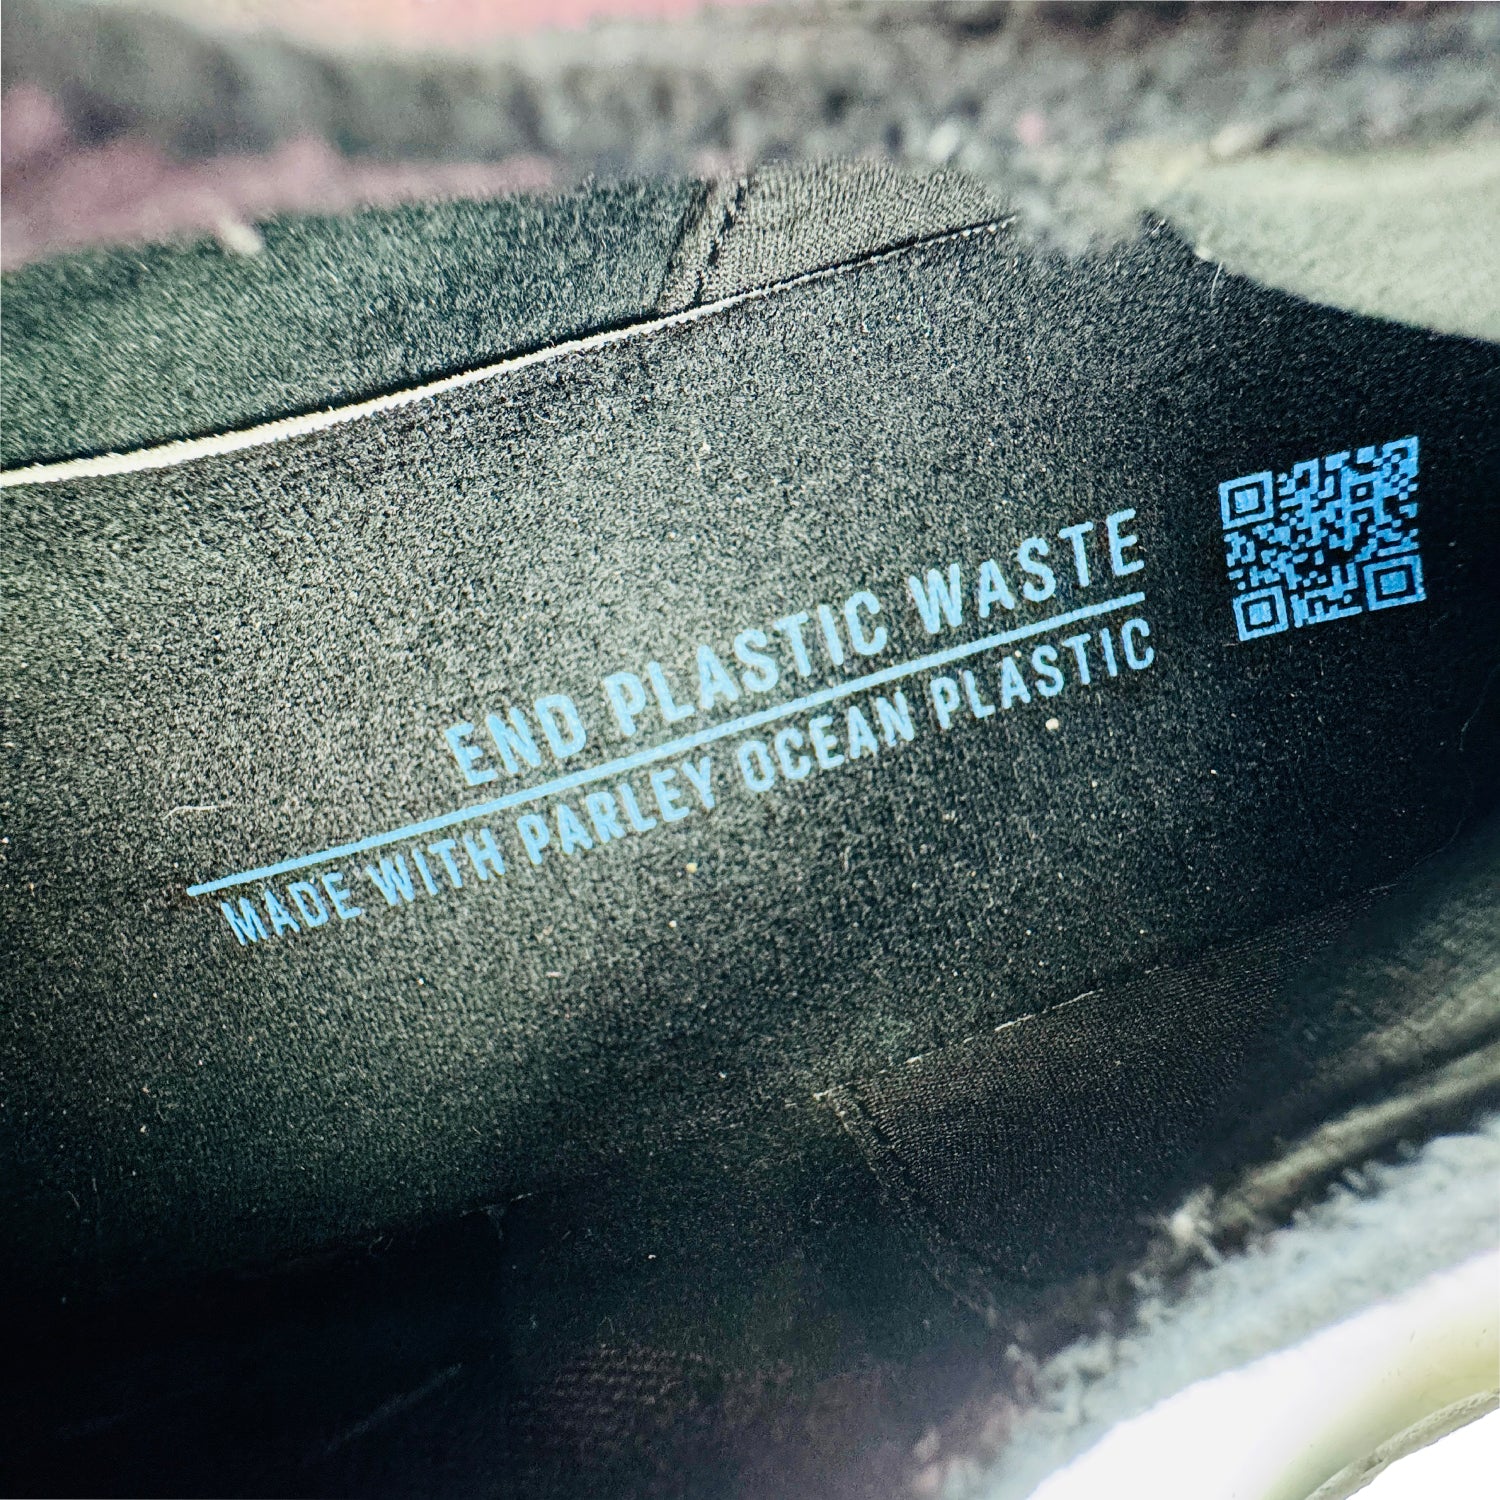 END PLASTIC WASTE
MADE WITH PARLEY OCEAN PLASTIC